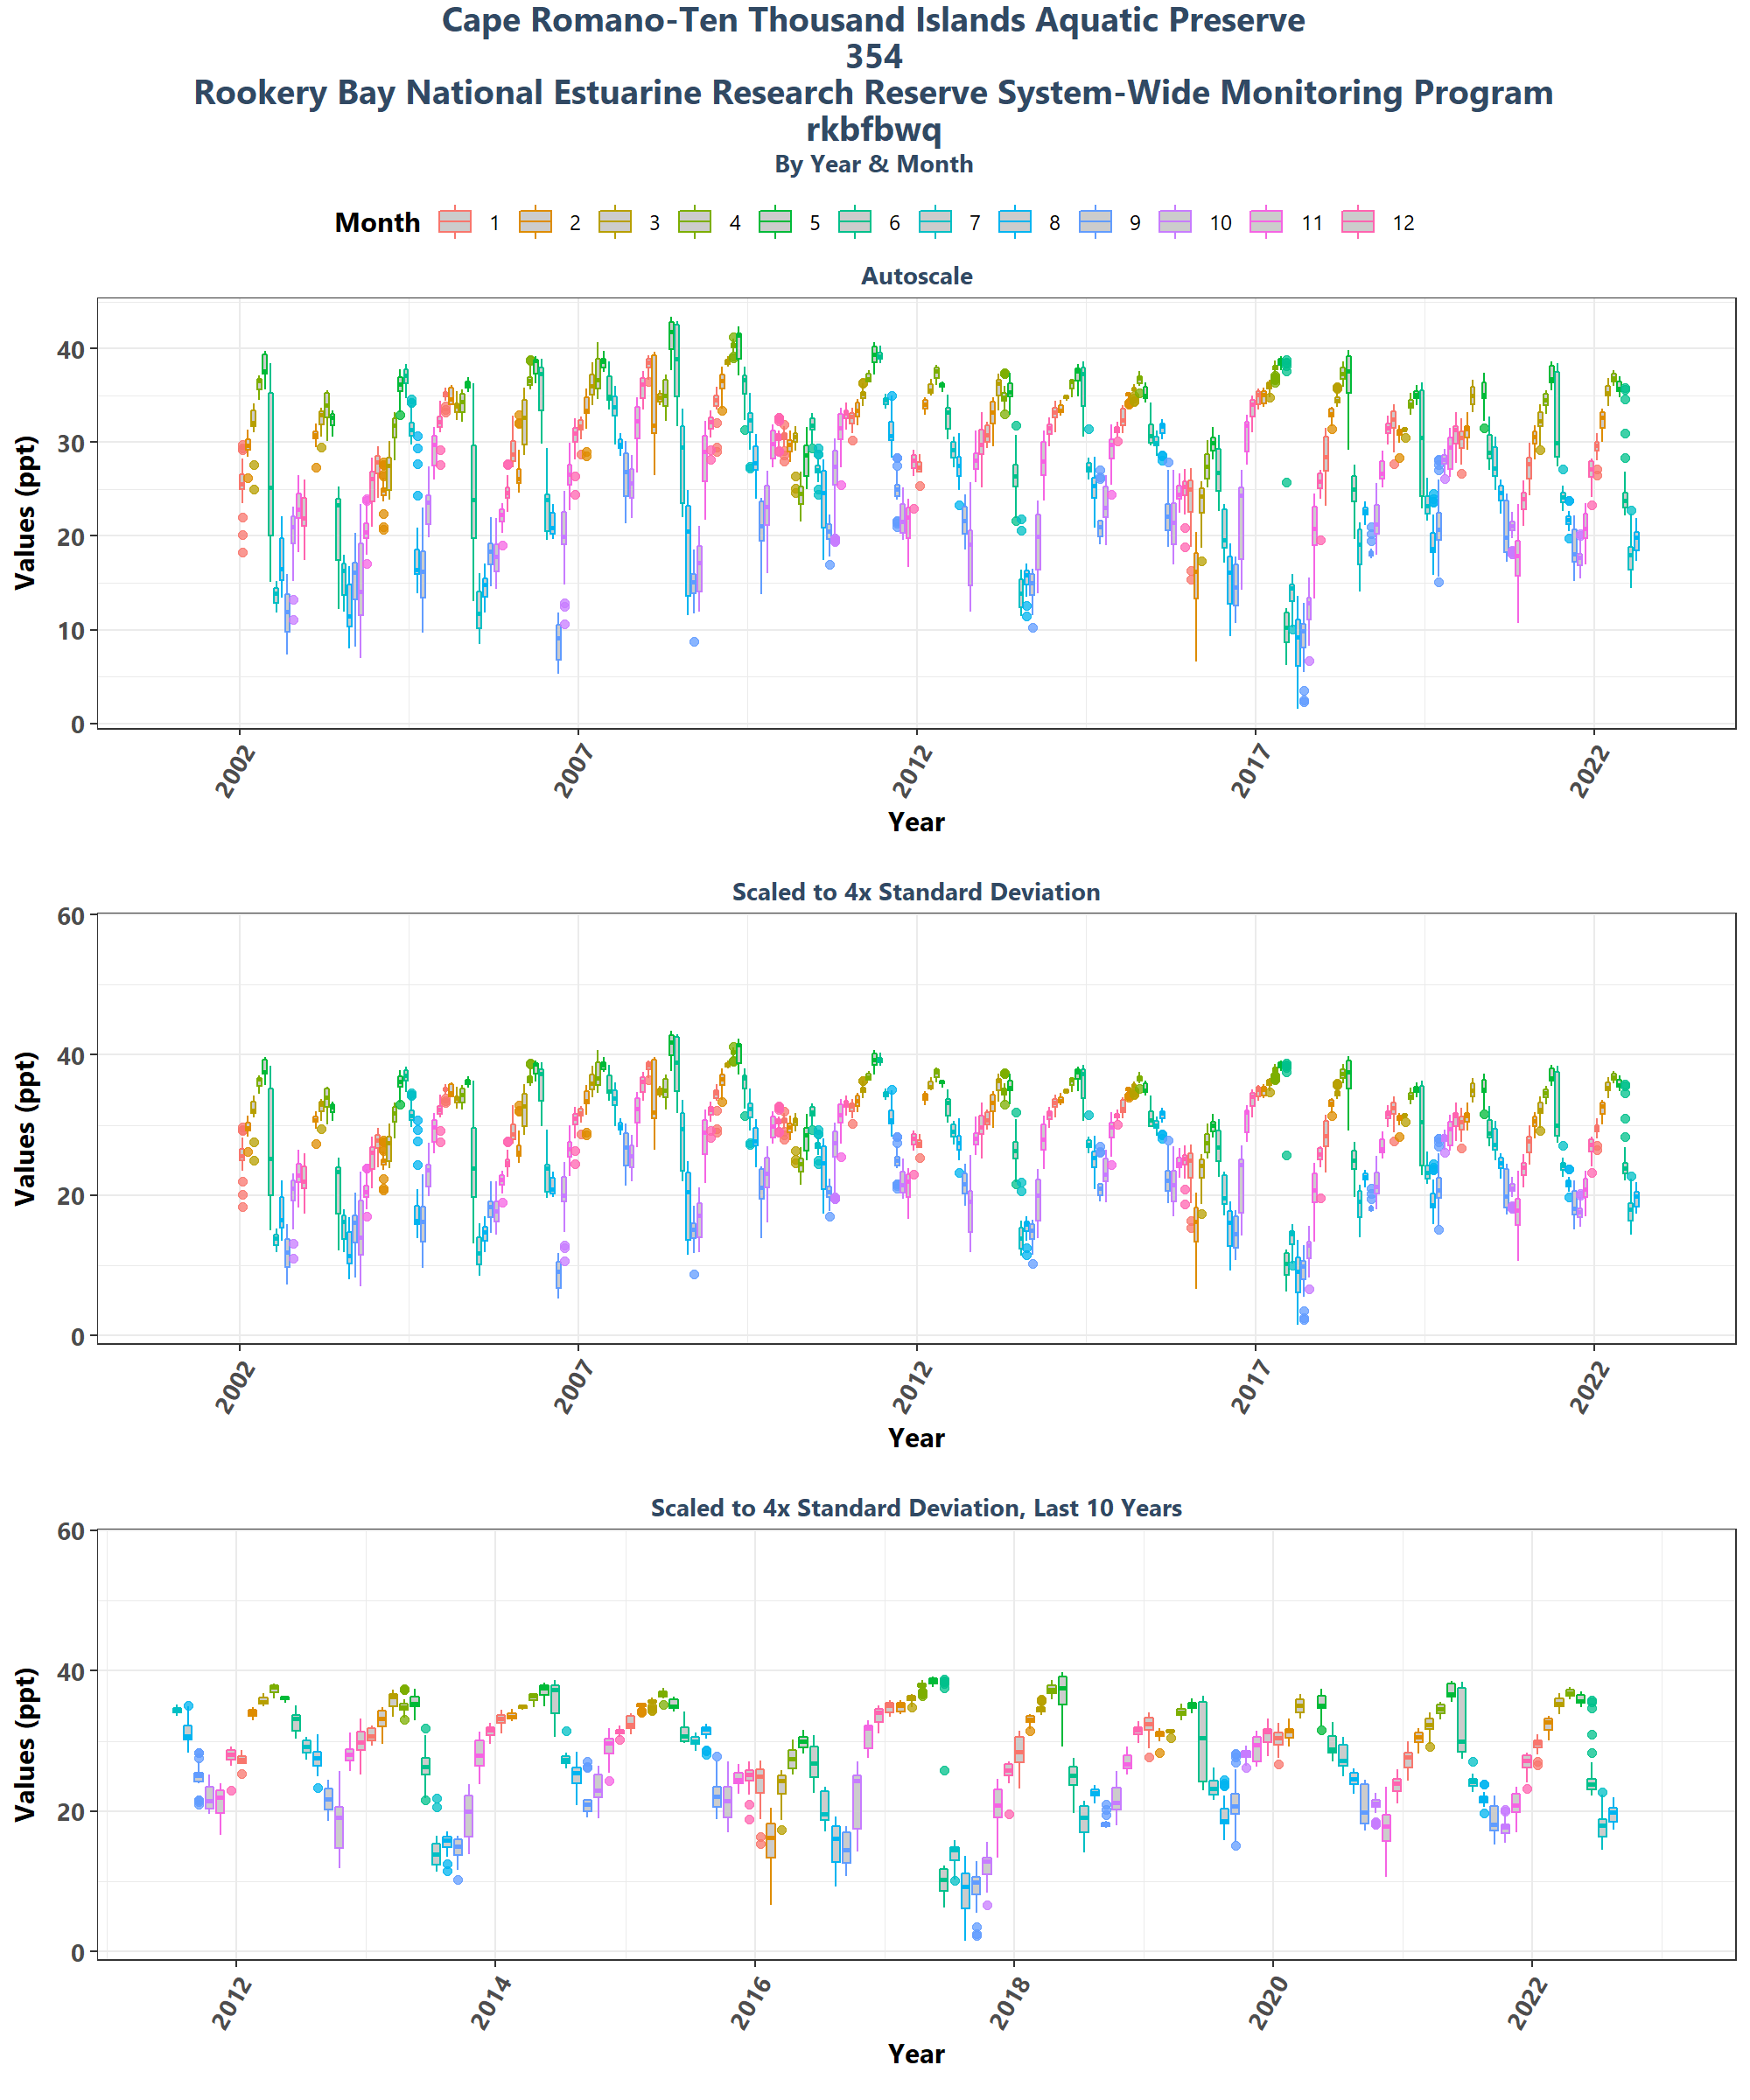 Cape Romano-Ten Thousand Islands Aquatic Preserve
354
Rookery Bay National Estuarine Research Reserve System-Wide Monitoring Program
rkbfbwq
By Year & Month
Month 1 2 3 4 5 6 7 8 9 10 11 12
Autoscale
Values (ppt)
40
30
20
10
0
2002 2007 2012 2017 2022
Year
Scaled to 4x Standard Deviation
Values (ppt)
60
40
20
0
2002 2007 2012 2017 2022
Year
Scaled to 4x Standard Deviation, Last 10 Years
Values (ppt)
60
40
20
0
2012 2014 2016 2018 2020 2022
Year